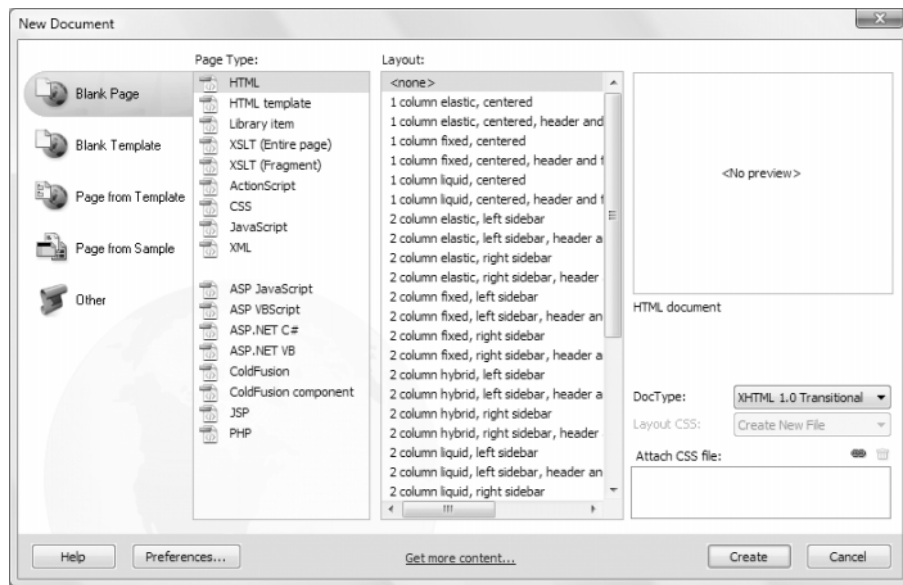 New Document
Blank Page
Blank Template
Page from Template
Page from Sample
Other
Page Type:
HTML
HTML template
Library item
XSLT (Entire page)
XSLT (Fragment)
ActionScript
CSS
JavaScript
XML
ASP JavaScript
ASP VBScript
ASP.NET C#
ASP.NET VB
ColdFusion
ColdFusion component
JSP
PHP
Layout:
<none>
1 column elastic, centered
1 column elastic, centered, header and
1 column fixed, centered
1 column fixed, centered, header and f
1 column liquid, centered
1 column liquid, centered, header and f
2 column elastic, left sidebar
2 column elastic, left sidebar, header a
2 column elastic, right sidebar
2 column elastic, right sidebar, header
2 column fixed, left sidebar
2 column fixed, left sidebar, header an
2 column fixed, right sidebar
2 column fixed, right sidebar, header a
2 column hybrid, left sidebar
2 column hybrid, left sidebar, header a
2 column hybrid, right sidebar
2 column hybrid, right sidebar, header
2 column liquid, left sidebar
2 column liquid, left sidebar, header an
2 column liquid, right sidebar
<No preview>
HTML document
DocType: XHTML 1.0 Transitional
Layout CSS: Create New File
Attach CSS file:
Help
Preferences...
Get more content...
Create
Cancel